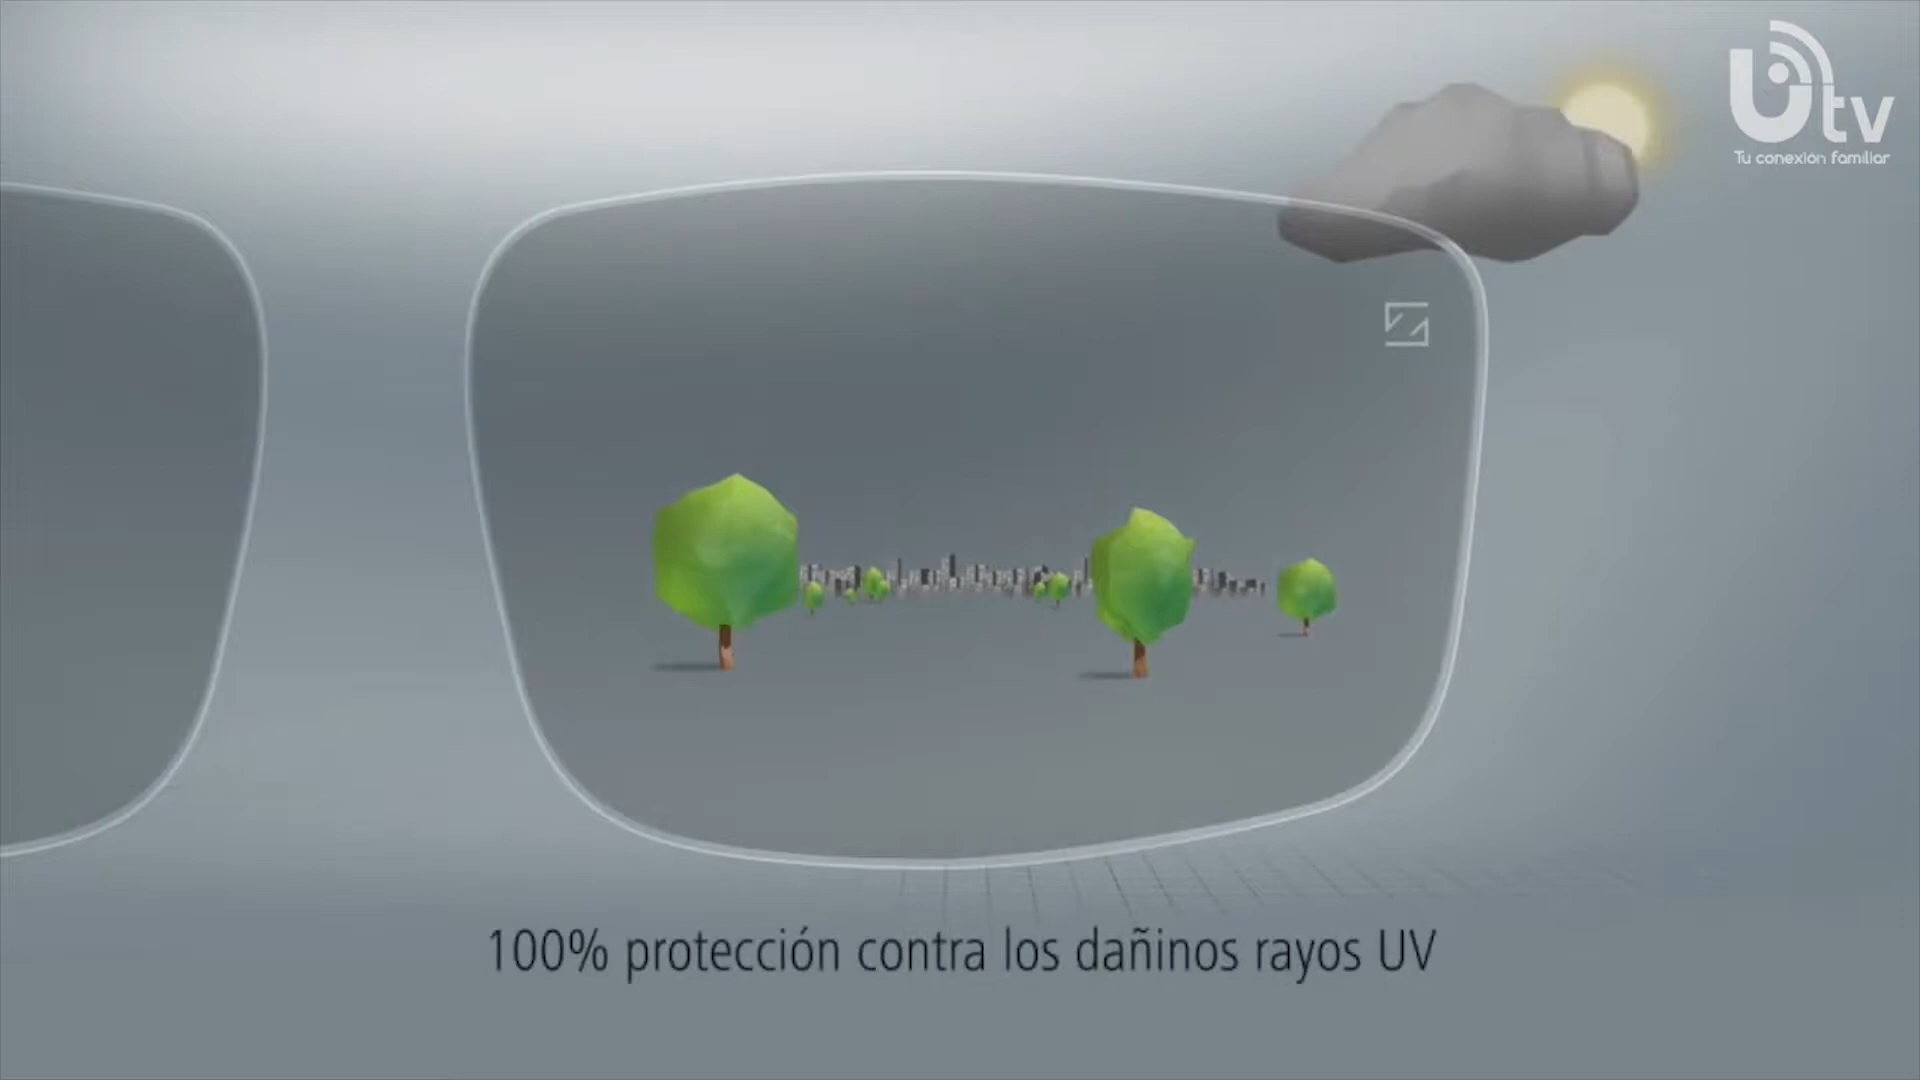 Utv
Tu conexión familiar
100% protección contra los dañinos rayos UV